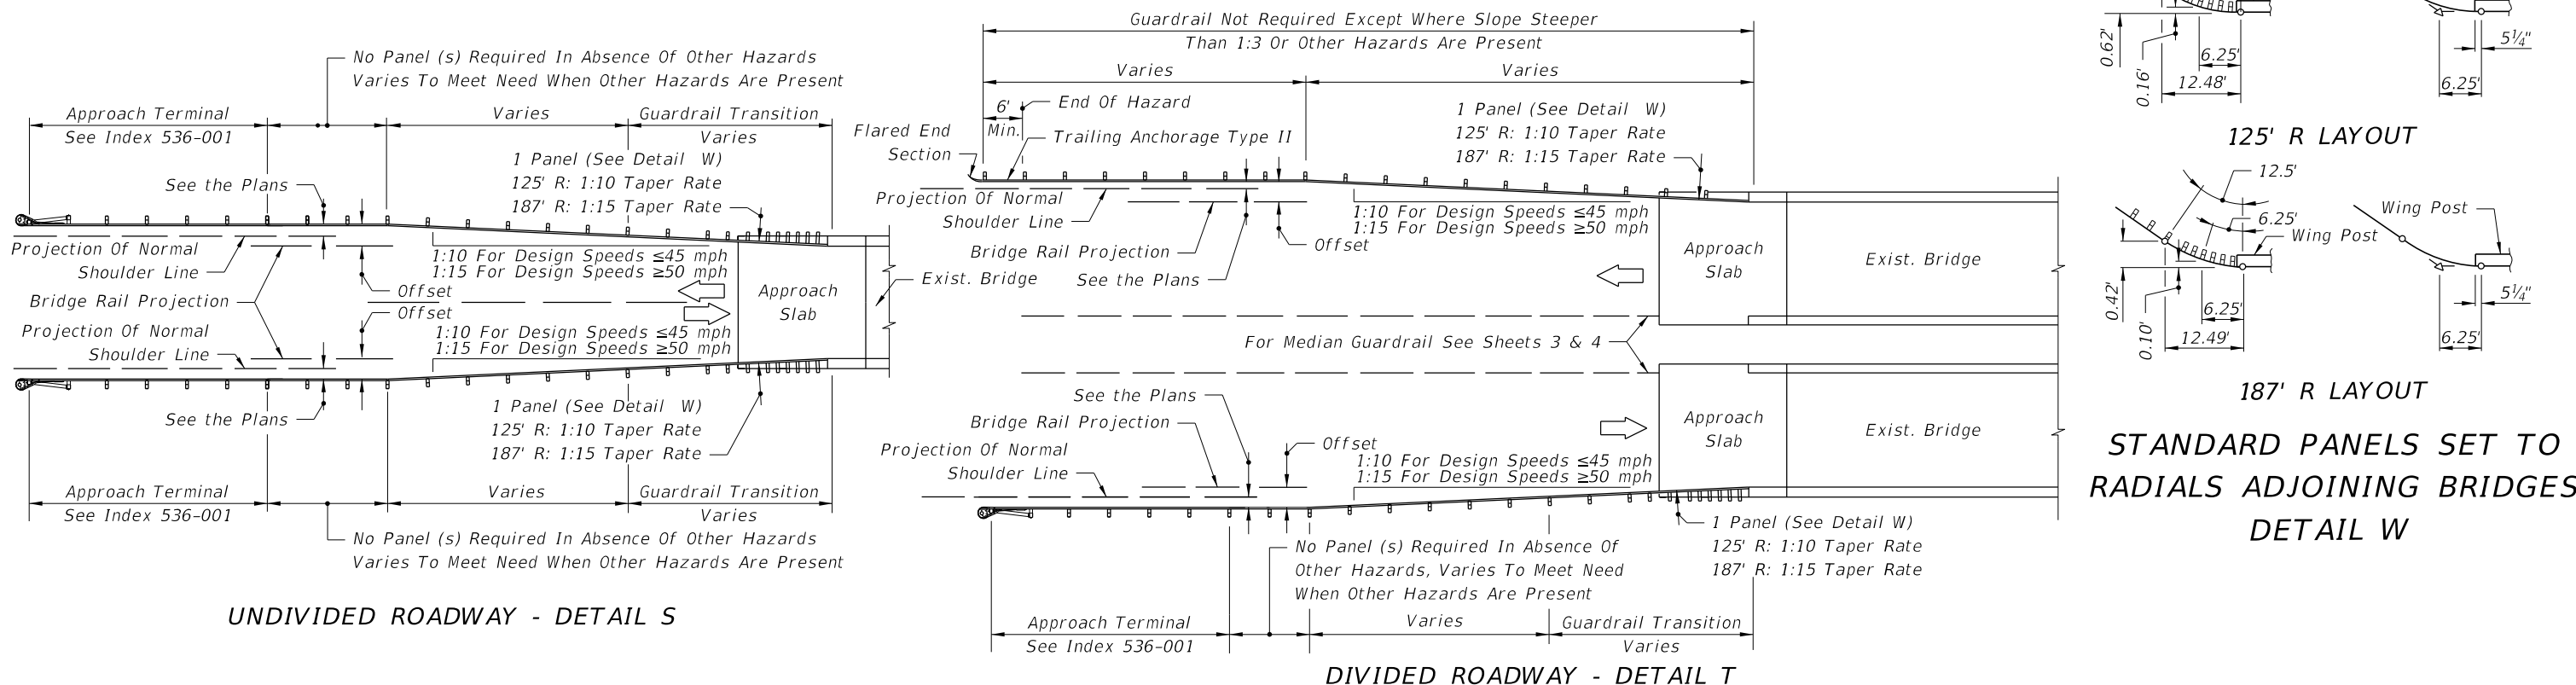 No Panel (s) Required In Absence Of Other Hazards
Varies To Meet Need When Other Hazards Are Present
Approach Terminal
See Index 536-001
Varies
Guardrail Transition
Varies
1 Panel (See Detail W)
125' R: 1:10 Taper Rate
187' R: 1:15 Taper Rate
See the Plans
Projection Of Normal
Shoulder Line
1:10 For Design Speeds ≤45 mph
1:15 For Design Speeds ≥50 mph
Bridge Rail Projection
Offset
Offset
Approach
Slab
Exist. Bridge
Projection Of Normal
Shoulder Line
1:10 For Design Speeds ≤45 mph
1:15 For Design Speeds ≥50 mph
See the Plans
1 Panel (See Detail W)
125' R: 1:10 Taper Rate
187' R: 1:15 Taper Rate
Approach Terminal
See Index 536-001
Varies
Guardrail Transition
Varies
No Panel (s) Required In Absence Of Other Hazards
Varies To Meet Need When Other Hazards Are Present
UNDIVIDED ROADWAY - DETAIL S
Guardrail Not Required Except Where Slope Steeper
Than 1:3 Or Other Hazards Are Present
Varies
Varies
6'
Min.
End Of Hazard
Flared End
Section
Trailing Anchorage Type II
1 Panel (See Detail W)
125' R: 1:10 Taper Rate
187' R: 1:15 Taper Rate
Projection Of Normal
Shoulder Line
Bridge Rail Projection
See the Plans
Offset
1:10 For Design Speeds ≤45 mph
1:15 For Design Speeds ≥50 mph
Approach
Slab
Exist. Bridge
For Median Guardrail See Sheets 3 & 4
See the Plans
Bridge Rail Projection
Projection Of Normal
Shoulder Line
Offset
1:10 For Design Speeds ≤45 mph
1:15 For Design Speeds ≥50 mph
Approach
Slab
Exist. Bridge
1 Panel (See Detail W)
125' R: 1:10 Taper Rate
187' R: 1:15 Taper Rate
No Panel (s) Required In Absence Of
Other Hazards, Varies To Meet Need
When Other Hazards Are Present
Approach Terminal
See Index 536-001
Varies
Guardrail Transition
Varies
DIVIDED ROADWAY - DETAIL T
0.62'
0.16'
6.25'
12.48'
5¼"
6.25'
125' R LAYOUT
12.5'
6.25'
Wing Post
Wing Post
0.42'
0.10'
6.25'
12.49'
5¼"
6.25'
187' R LAYOUT
STANDARD PANELS SET TO
RADIALS ADJOINING BRIDGES
DETAIL W